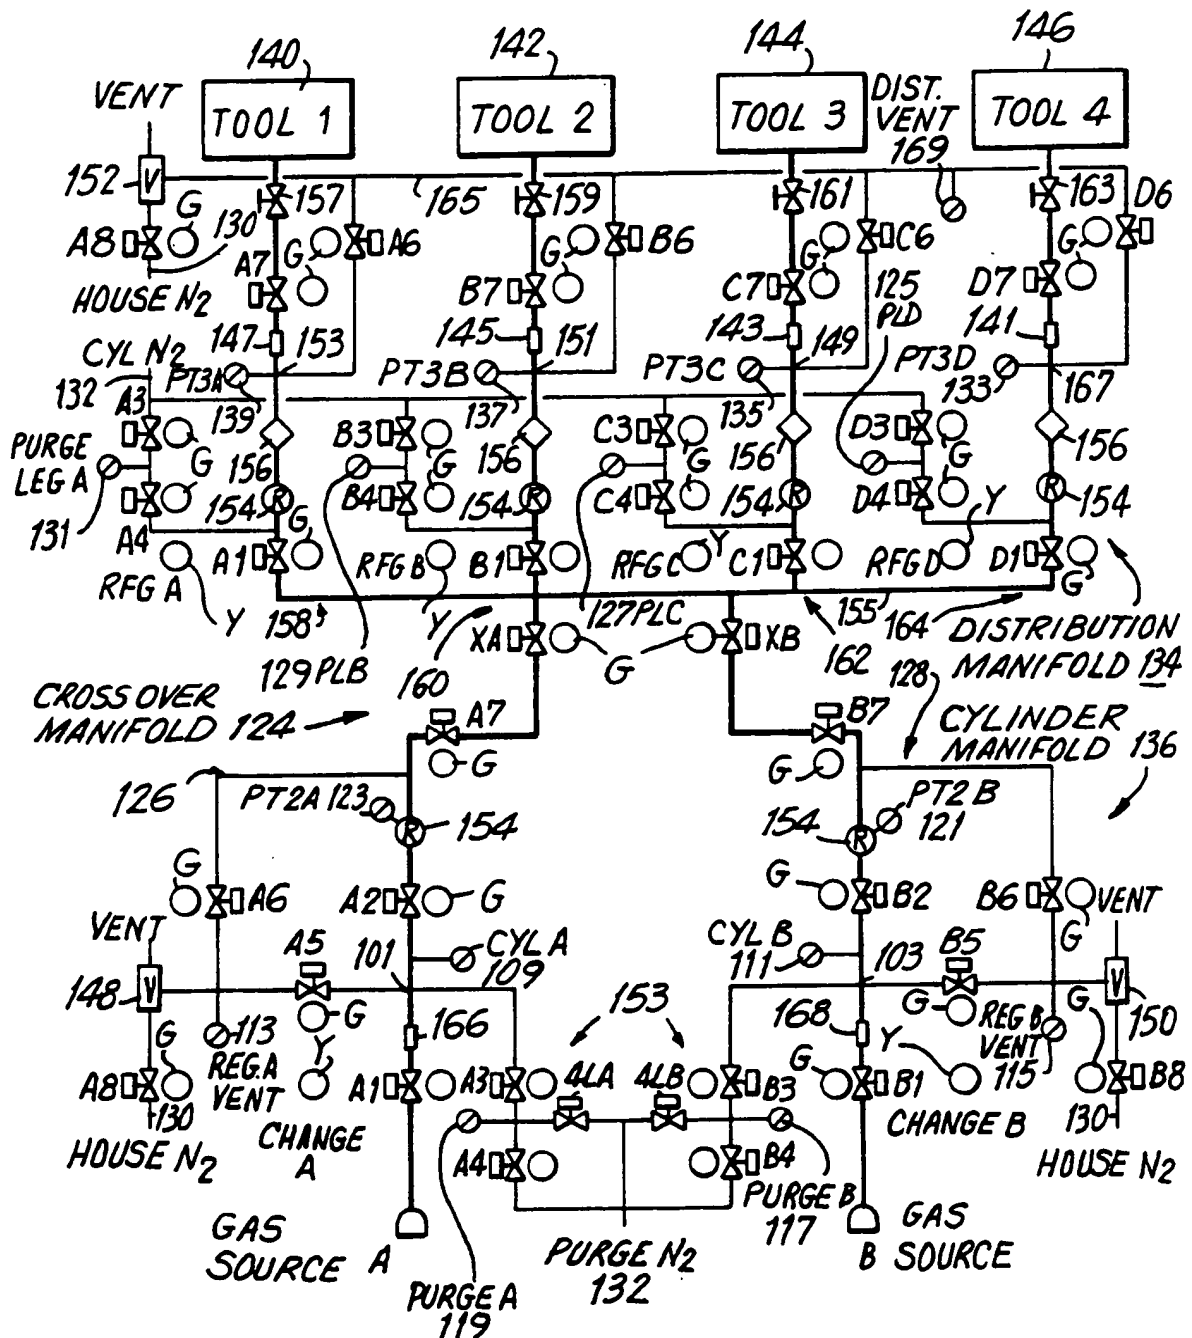 140 142 144 146
VENT TOOL 1 TOOL 2 TOOL 3 DIST. VENT 169 TOOL 4
152 V 157 165 159 161 163 D6
A8 G 130 G A6 G B6 G C6 G
HOUSE N2 A7 B7 C7 125 PLD D7
147 153 145 151 143 149 141
CYL N2 132 PT3A PT3B PT3C PT3D 133 167
A3 139 B3 137 C3 135 D3
PURGE LEG A G 156 G 156 G 156 G 156
131 A4 154 R B4 154 R C4 154 R D4 R 154
RFG A Y A1 G RFG B Y B1 RFG C Y C1 RFG D Y D1 G
158 129 PLB 160 XA G 127 PLC XB 162 155 164 DISTRIBUTION
MANIFOLD 134
CROSS OVER
MANIFOLD 124
A7 G B7 G 128 CYLINDER
MANIFOLD 136
126 PT2A 123 R 154 154 R PT2B 121
G A6 A2 G G B2 B6 G VENT
VENT A5 101 CYL A 109 CYL B 111 103 B5
148 V G 153 G V 150
113 REG. A VENT 166 168 REG B VENT 115 G
A8 G 130 Y A1 A3 4LA 4LB B3 G B1 Y B8 130
HOUSE N2 CHANGE A A4 B4 CHANGE B HOUSE N2
PURGE B 117
GAS SOURCE A PURGE N2 132 B GAS SOURCE
PURGE A 119